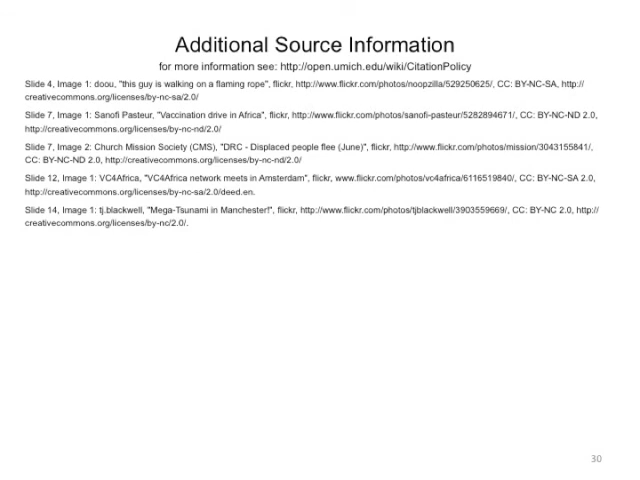 Additional Source Information
for more information see: http://open.umich.edu/wiki/CitationPolicy
Slide 4, Image 1: doou, "this guy is walking on a flaming rope", flickr, http://www.flickr.com/photos/noopzilla/529250625/, CC: BY-NC-SA, http://
creativecommons.org/licenses/by-nc-sa/2.0/
Slide 7, Image 1: Sanofi Pasteur, "Vaccination drive in Africa", flickr, http://www.flickr.com/photos/sanofi-pasteur/5282894671/, CC: BY-NC-ND 2.0,
http://creativecommons.org/licenses/by-nc-nd/2.0/
Slide 7, Image 2: Church Mission Society (CMS), "DRC - Displaced people flee (June)", flickr, http://www.flickr.com/photos/mission/3043155841/,
CC: BY-NC-ND 2.0, http://creativecommons.org/licenses/by-nc-nd/2.0/
Slide 12, Image 1: VC4Africa, "VC4Africa network meets in Amsterdam", flickr, www.flickr.com/photos/vc4africa/6116519840/, CC: BY-NC-SA 2.0,
http://creativecommons.org/licenses/by-nc-sa/2.0/deed.en.
Slide 14, Image 1: tj.blackwell, "Mega-Tsunami in Manchester!", flickr, http://www.flickr.com/photos/tjblackwell/3903559669/, CC: BY-NC 2.0, http://
creativecommons.org/licenses/by-nc/2.0/.
30